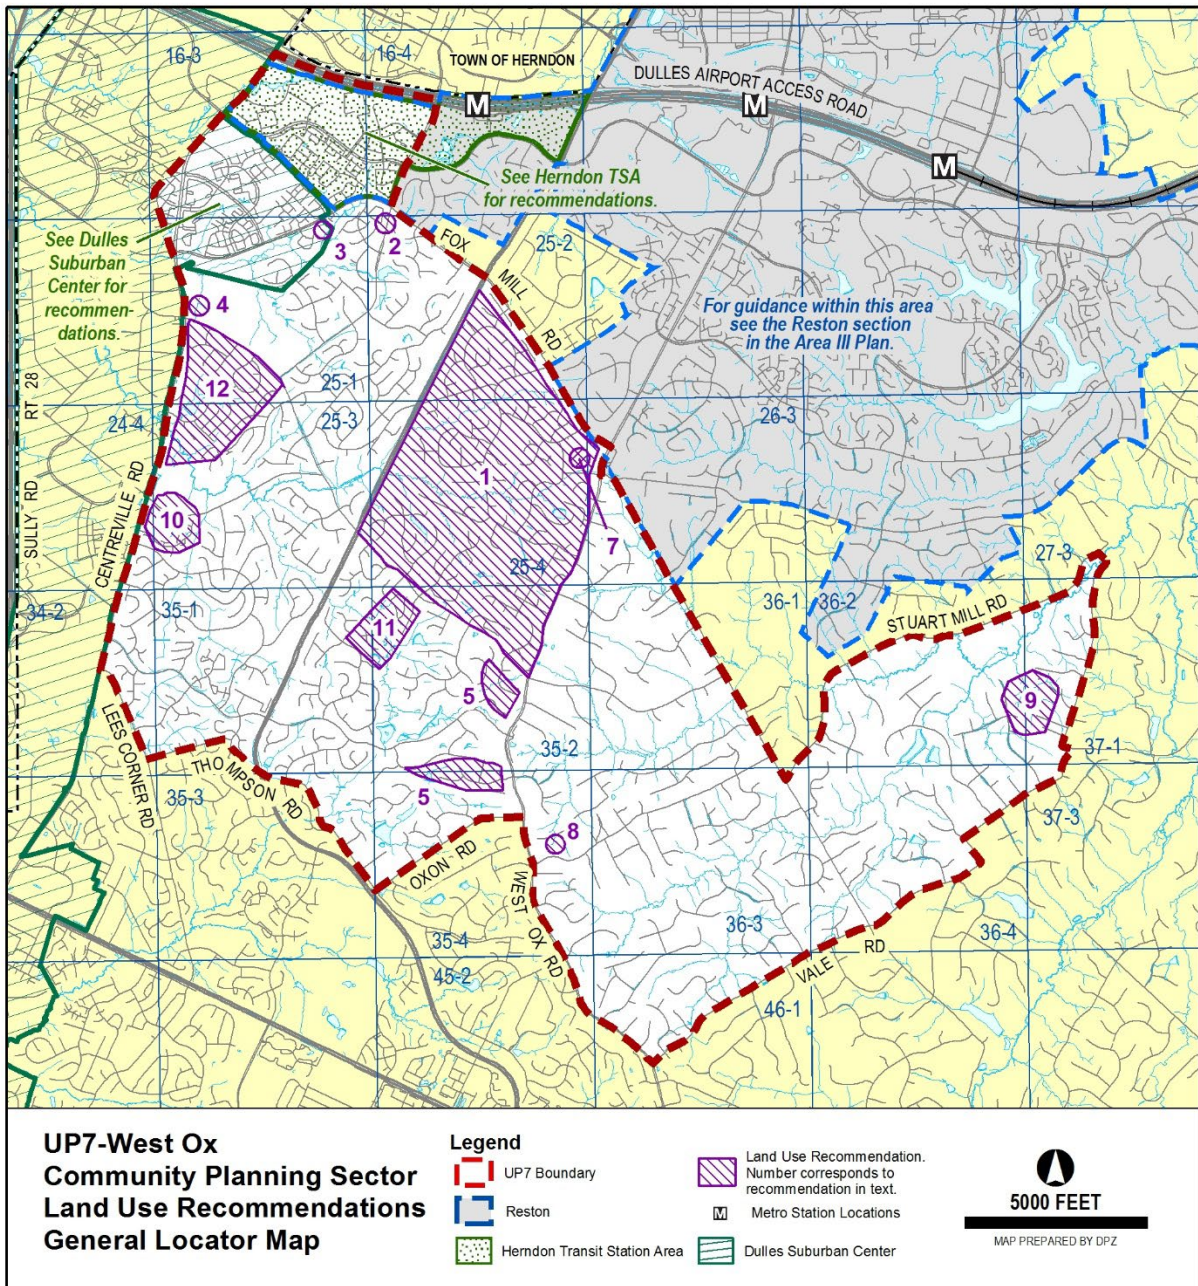 16-3
16-4
TOWN OF HERNDON
DULLES AIRPORT ACCESS ROAD
M
M
M
See Herndon TSA
for recommendations.
See Dulles
Suburban
Center for
recommen-
dations.
3
2
FOX
MILL
RD
25-2
4
For guidance within this area
see the Reston section
in the Area III Plan.
12
25-1
25-3
24-4
SULLY RD RT 28
CENTREVILLE RD
26-3
1
10
7
25-4
27-3
34-2
35-1
36-1
36-2
STUART MILL RD
11
5
9
LEES CORNER RD
35-2
37-1
THOMPSON RD
35-3
5
37-3
8
OXON RD
WEST OX RD
35-4
45-2
36-3
36-4
VALE RD
46-1
UP7-West Ox
Community Planning Sector
Land Use Recommendations
General Locator Map
Legend
UP7 Boundary
Reston
Herndon Transit Station Area
Land Use Recommendation.
Number corresponds to
recommendation in text.
M Metro Station Locations
Dulles Suburban Center
5000 FEET
MAP PREPARED BY DPZ